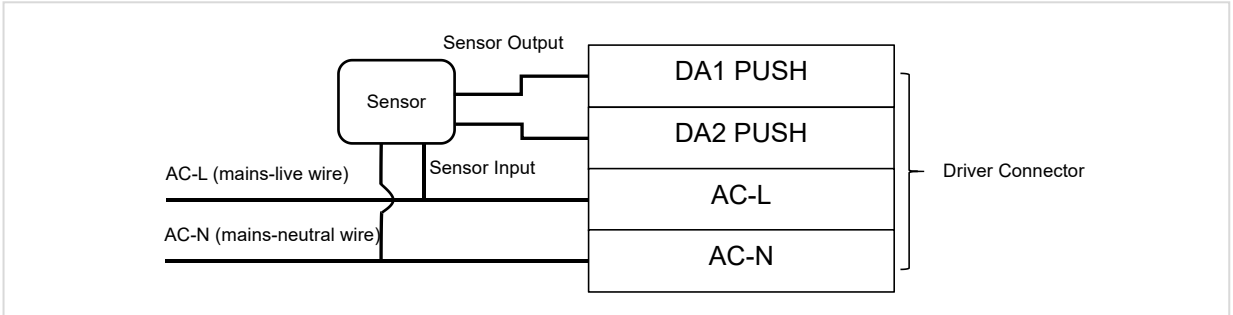 Sensor Output
DA1 PUSH
Sensor
DA2 PUSH
Sensor Input
AC-L (mains-live wire)
Driver Connector
AC-L
AC-N (mains-neutral wire)
AC-N